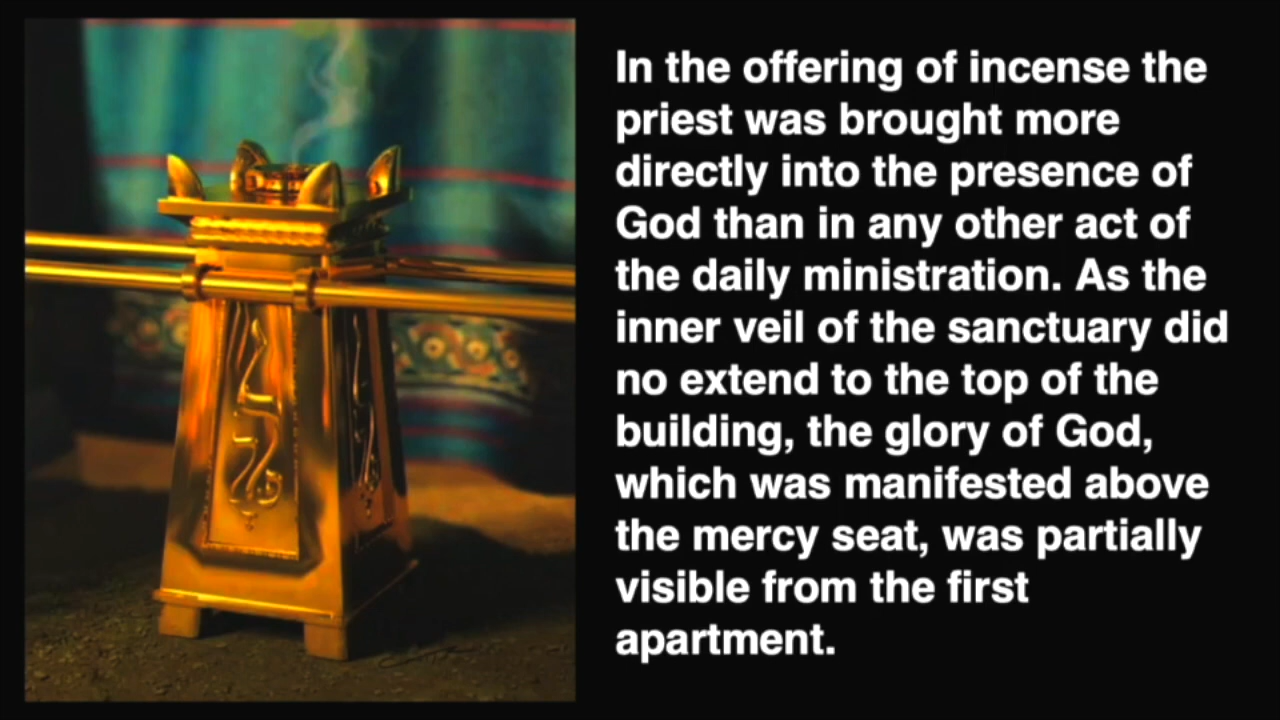 In the offering of incense the
priest was brought more
directly into the presence of
God than in any other act of
the daily ministration. As the
inner veil of the sanctuary did
no extend to the top of the
building, the glory of God,
which was manifested above
the mercy seat, was partially
visible from the first
apartment.